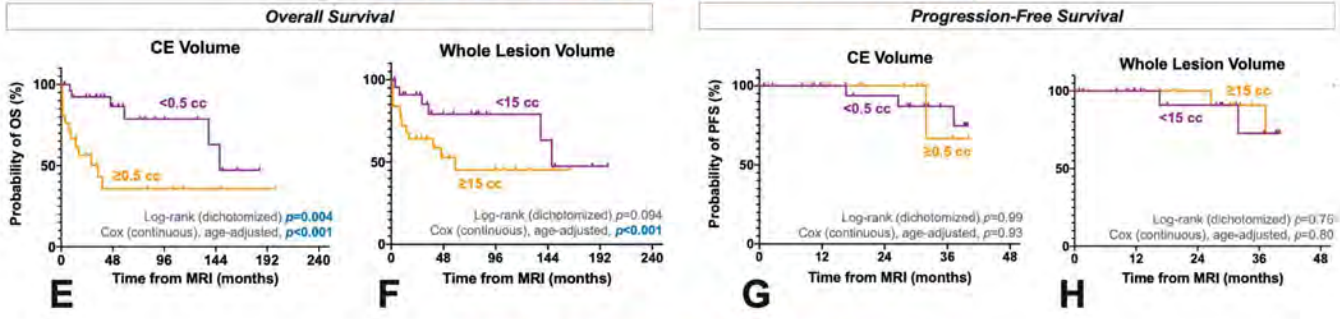 Overall Survival
Progression-Free Survival
CE Volume
Probability of OS (%)
100
50
0
<0.5 cc
≥0.5 cc
Log-rank (dichotomized) p=0.004
Cox (continuous), age-adjusted, p<0.001
0 48 96 144 192 240
Time from MRI (months)
E
Whole Lesion Volume
100
50
0
<15 cc
≥15 cc
Log-rank (dichotomized) p=0.094
Cox (continuous), age-adjusted, p<0.001
0 48 96 144 192 240
Time from MRI (months)
F
CE Volume
Probability of PFS (%)
100
50
0
<0.5 cc
≥0.5 cc
Log-rank (dichotomized) p=0.99
Cox (continuous), age-adjusted, p=0.93
0 12 24 36 48
Time from MRI (months)
G
Whole Lesion Volume
100
50
0
≥15 cc
<15 cc
Log-rank (dichotomized) p=0.76
Cox (continuous), age-adjusted, p=0.80
0 12 24 36 48
Time from MRI (months)
H